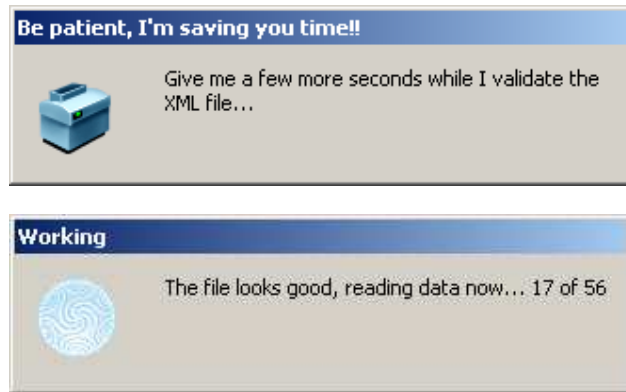 Be patient, I'm saving you time!!
Give me a few more seconds while I validate the
XML file...
Working
The file looks good, reading data now... 17 of 56